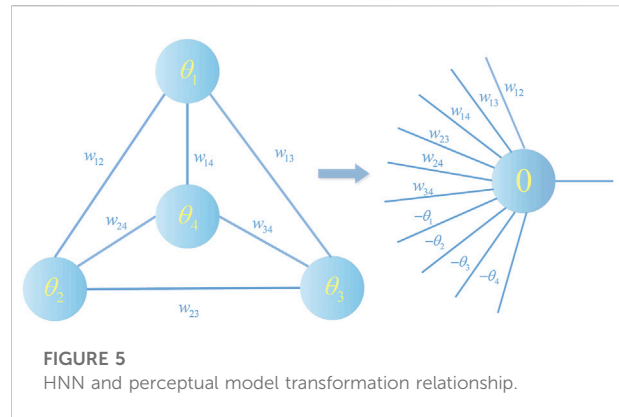 θ₁
w₁₂
w₁₄
w₁₃
θ₄
w₂₄
w₃₄
θ₂
θ₃
w₂₃
w₁₂
w₁₃
w₁₄
w₂₃
w₂₄
w₃₄
0
−θ₁
−θ₂
−θ₃
−θ₄
FIGURE 5
HNN and perceptual model transformation relationship.